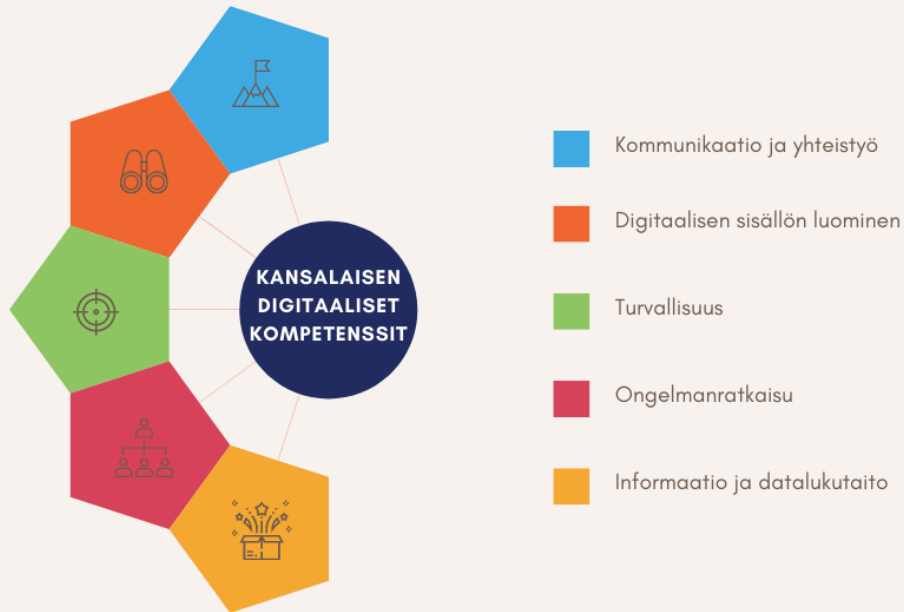 KANSALAISEN
DIGITAALISET
KOMPETENSSIT
Kommunikaatio ja yhteistyö
Digitaalisen sisällön luominen
Turvallisuus
Ongelmanratkaisu
Informaatio ja datalukutaito